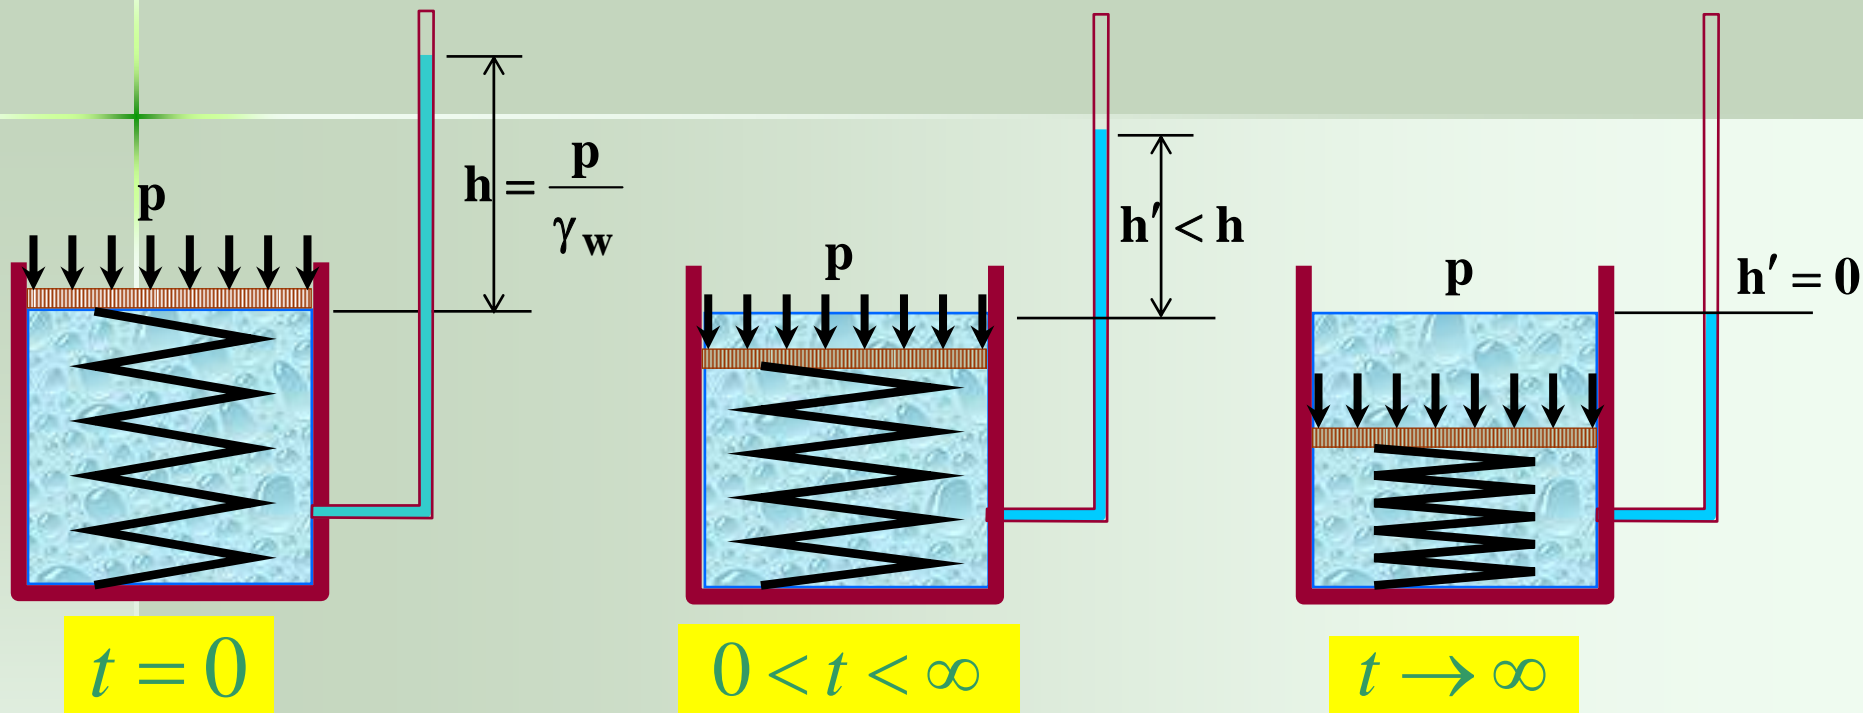 p
h = p / γw
t = 0
p
h′ < h
0 < t < ∞
p
h′ = 0
t → ∞